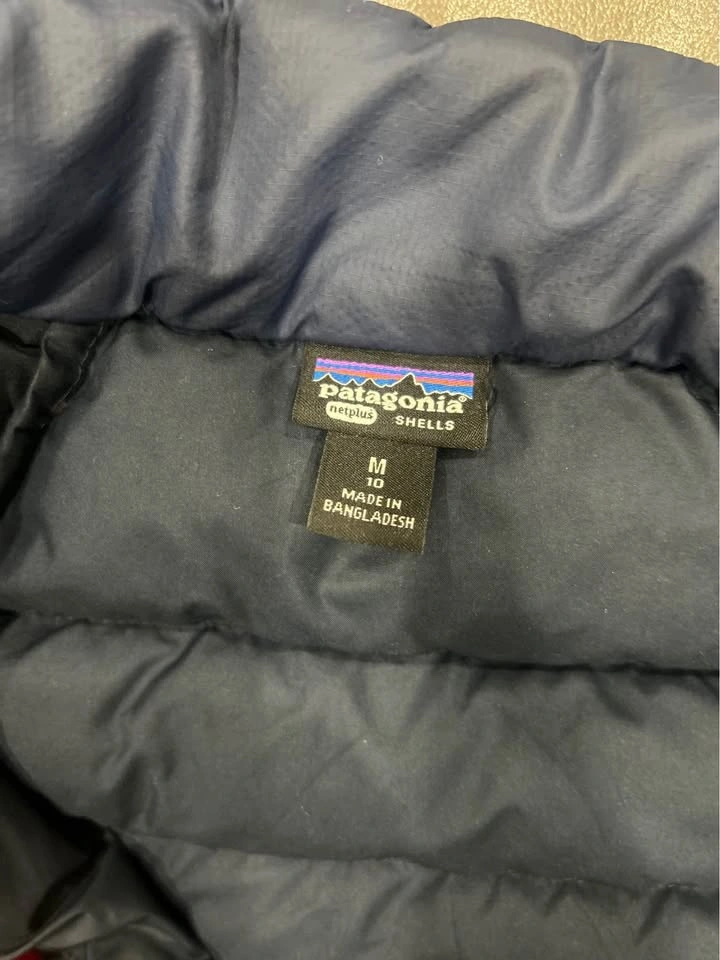 patagonia®
netplus®
SHELLS
M
10
MADE IN
BANGLADESH